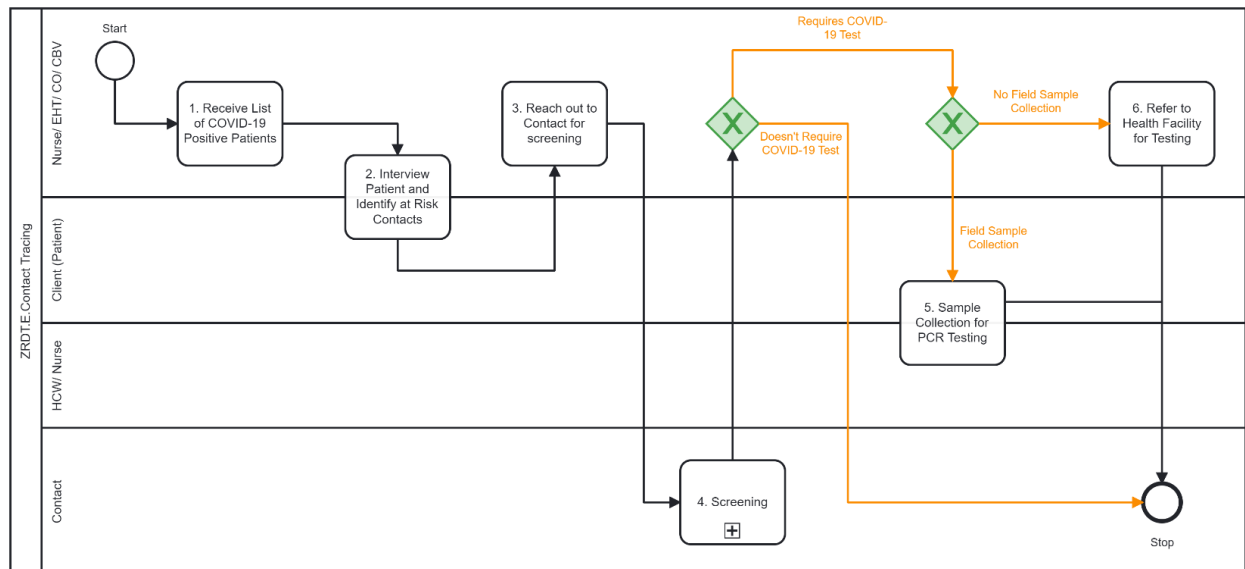 ZRDT.E.Contact Tracing
Nurse/ EHT/ CO/ CBV
Client (Patient)
HCW/ Nurse
Contact
Start
1. Receive List
of COVID-19
Positive Patients
2. Interview
Patient and
Identify at Risk
Contacts
3. Reach out to
Contact for
screening
4. Screening
Requires COVID-
19 Test
Doesn't Require
COVID-19 Test
No Field Sample
Collection
Field Sample
Collection
5. Sample
Collection for
PCR Testing
6. Refer to
Health Facility
for Testing
Stop